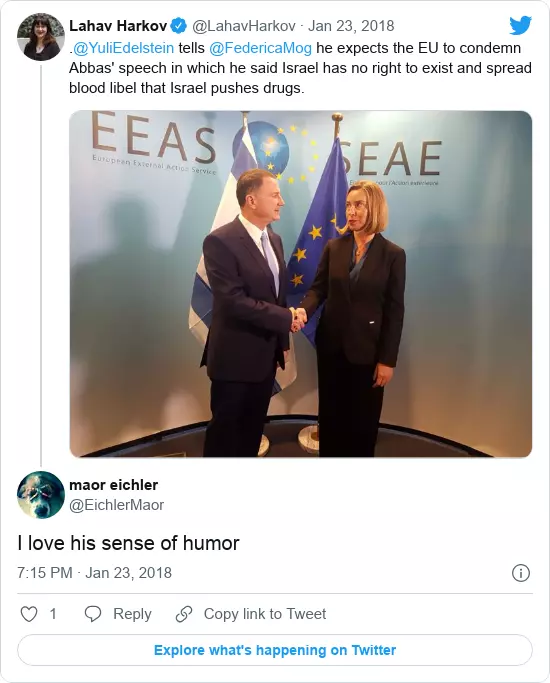 Lahav Harkov @LahavHarkov · Jan 23, 2018
.@YuliEdelstein tells @FedericaMog he expects the EU to condemn
Abbas' speech in which he said Israel has no right to exist and spread
blood libel that Israel pushes drugs.
EEAS
European External Action Service
SEAE
maor eichler
@EichlerMaor
I love his sense of humor
7:15 PM · Jan 23, 2018
1 Reply Copy link to Tweet
Explore what's happening on Twitter